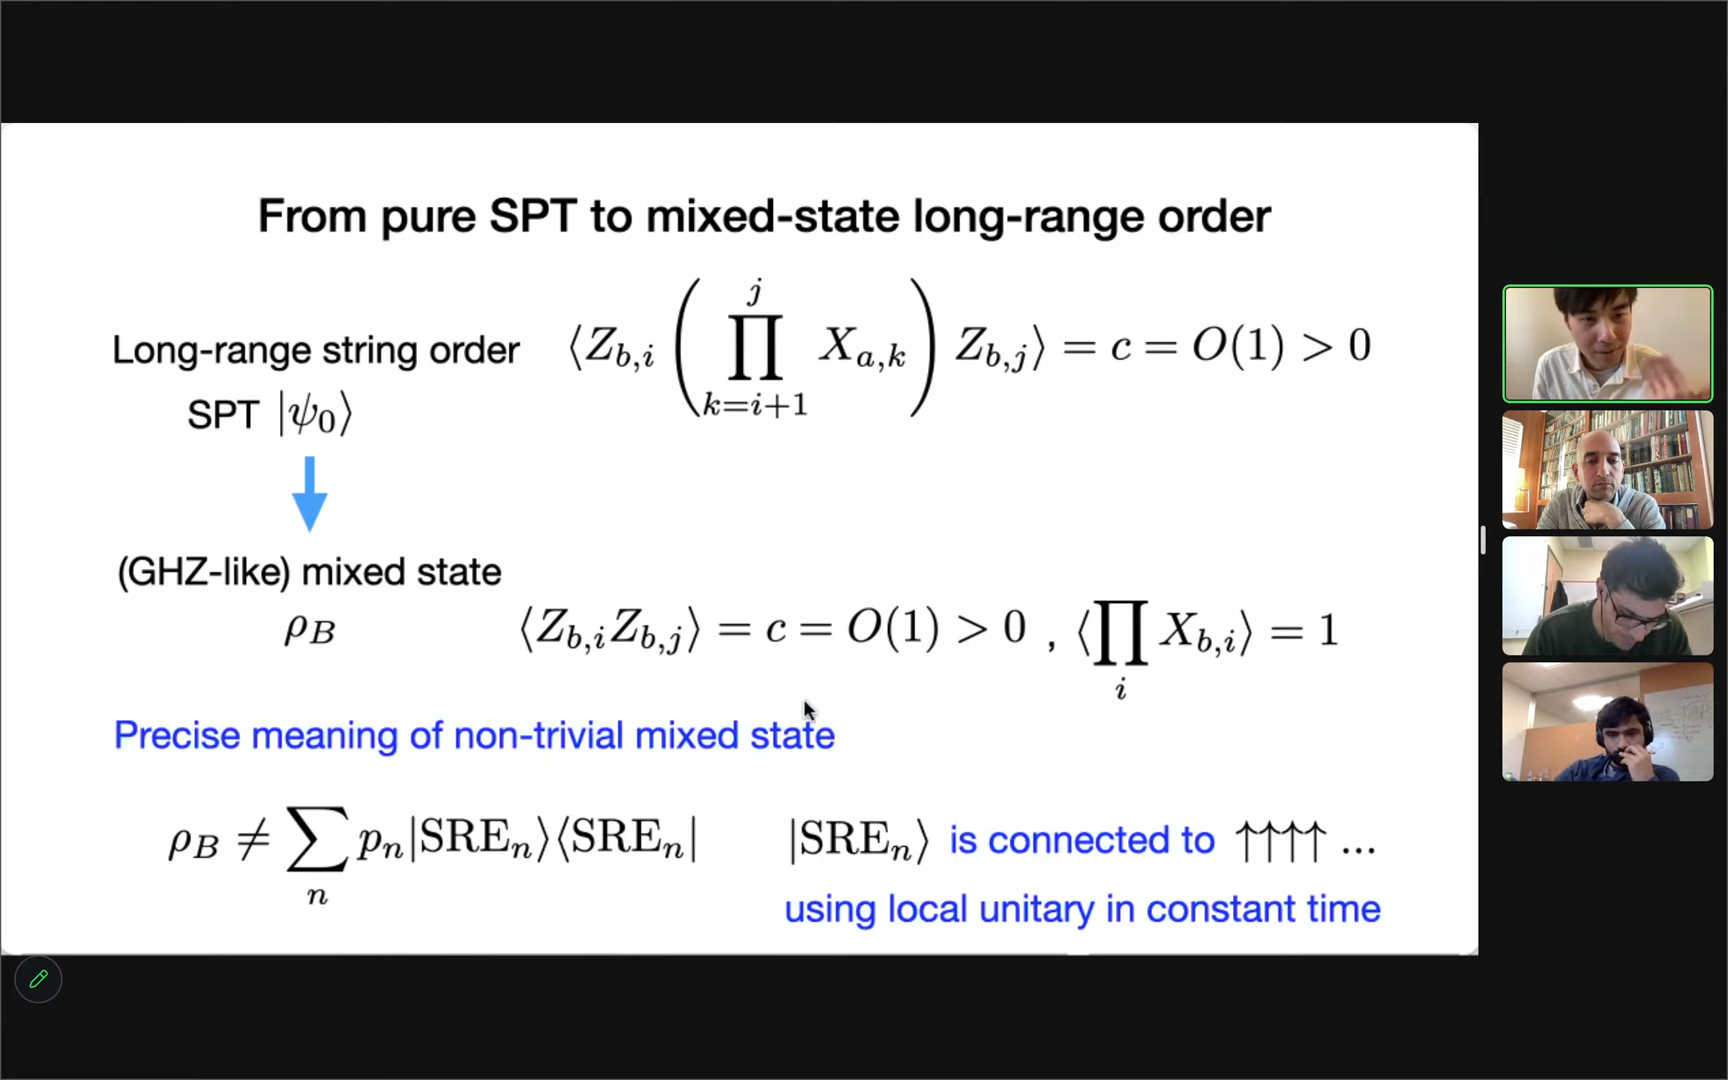 From pure SPT to mixed-state long-range order
Long-range string order ⟨Z_{b,i} (∏_{k=i+1}^{j} X_{a,k}) Z_{b,j}⟩ = c = O(1) > 0
SPT |ψ_0⟩
(GHZ-like) mixed state
ρ_B ⟨Z_{b,i}Z_{b,j}⟩ = c = O(1) > 0 , ⟨∏_i X_{b,i}⟩ = 1
Precise meaning of non-trivial mixed state
ρ_B ≠ ∑_n p_n|SRE_n⟩⟨SRE_n| |SRE_n⟩ is connected to ↑↑↑↑ ...
using local unitary in constant time